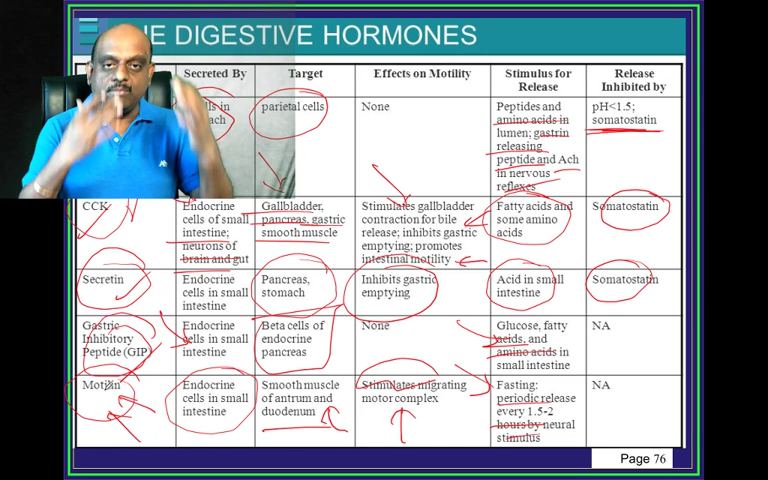 HE DIGESTIVE HORMONES
Secreted By
Target
Effects on Motility
Stimulus for
Release
Release
Inhibited by
parietal cells
None
Peptides and
amino acids in
lumen; gastrin
releasing
peptide and Ach
in nervous
reflexes
pH<1.5;
somatostatin
CCK
Endocrine
cells of small
intestine;
neurons of
brain and gut
Gallbladder,
pancreas, gastric
smooth muscle
Stimulates gallbladder
contraction for bile
release; inhibits gastric
emptying; promotes
intestinal motility
Fatty acids and
some amino
acids
Somatostatin
Secretin
Endocrine
cells in small
intestine
Pancreas,
stomach
Inhibits gastric
emptying
Acid in small
intestine
Somatostatin
Gastric
Inhibitory
Peptide (GIP)
Endocrine
cells in small
intestine
Beta cells of
endocrine
pancreas
None
Glucose, fatty
acids, and
amino acids in
small intestine
NA
Motilin
Endocrine
cells in small
intestine
Smooth muscle
of antrum and
duodenum
Stimulates migrating
motor complex
Fasting:
periodic release
every 1.5-2
hours by neural
stimulus
NA
Page 76